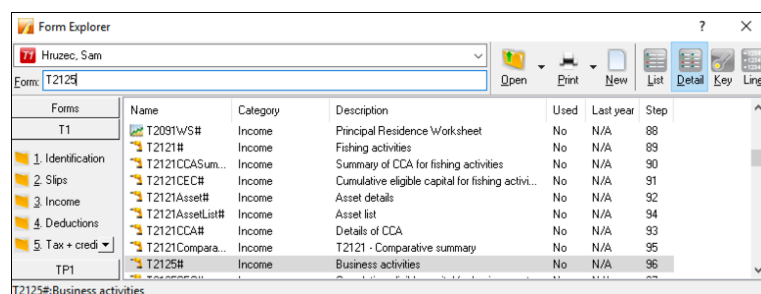 Form Explorer ? X
T1 Hruzec, Sam
Form: T2125
Open Print New List Detail Key Line
Forms
T1
1. Identification
2. Slips
3. Income
4. Deductions
5. Tax + credi
TP1
Name Category Description Used Last year Step
T2091WS# Income Principal Residence Worksheet No N/A 88
T2121# Income Fishing activities No N/A 89
T2121CCASum... Income Summary of CCA for fishing activities No N/A 90
T2121CEC# Income Cumulative eligible capital for fishing activi... No N/A 91
T2121Asset# Income Asset details No N/A 92
T2121AssetList# Income Asset list No N/A 94
T2121CCA# Income Details of CCA No N/A 93
T2121Compara... Income T2121 - Comparative summary No N/A 95
T2125# Income Business activities No N/A 96
T2125#:Business activities